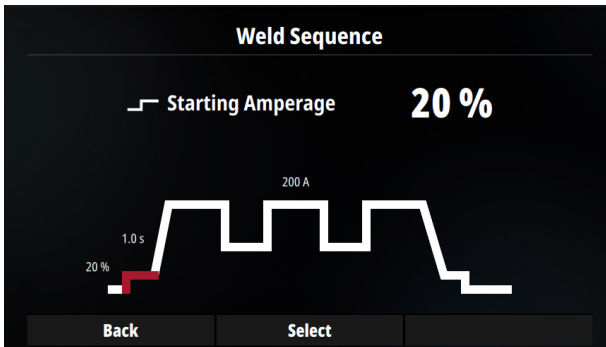 Weld Sequence
Starting Amperage 20 %
200 A
1.0 s
20 %
Back Select